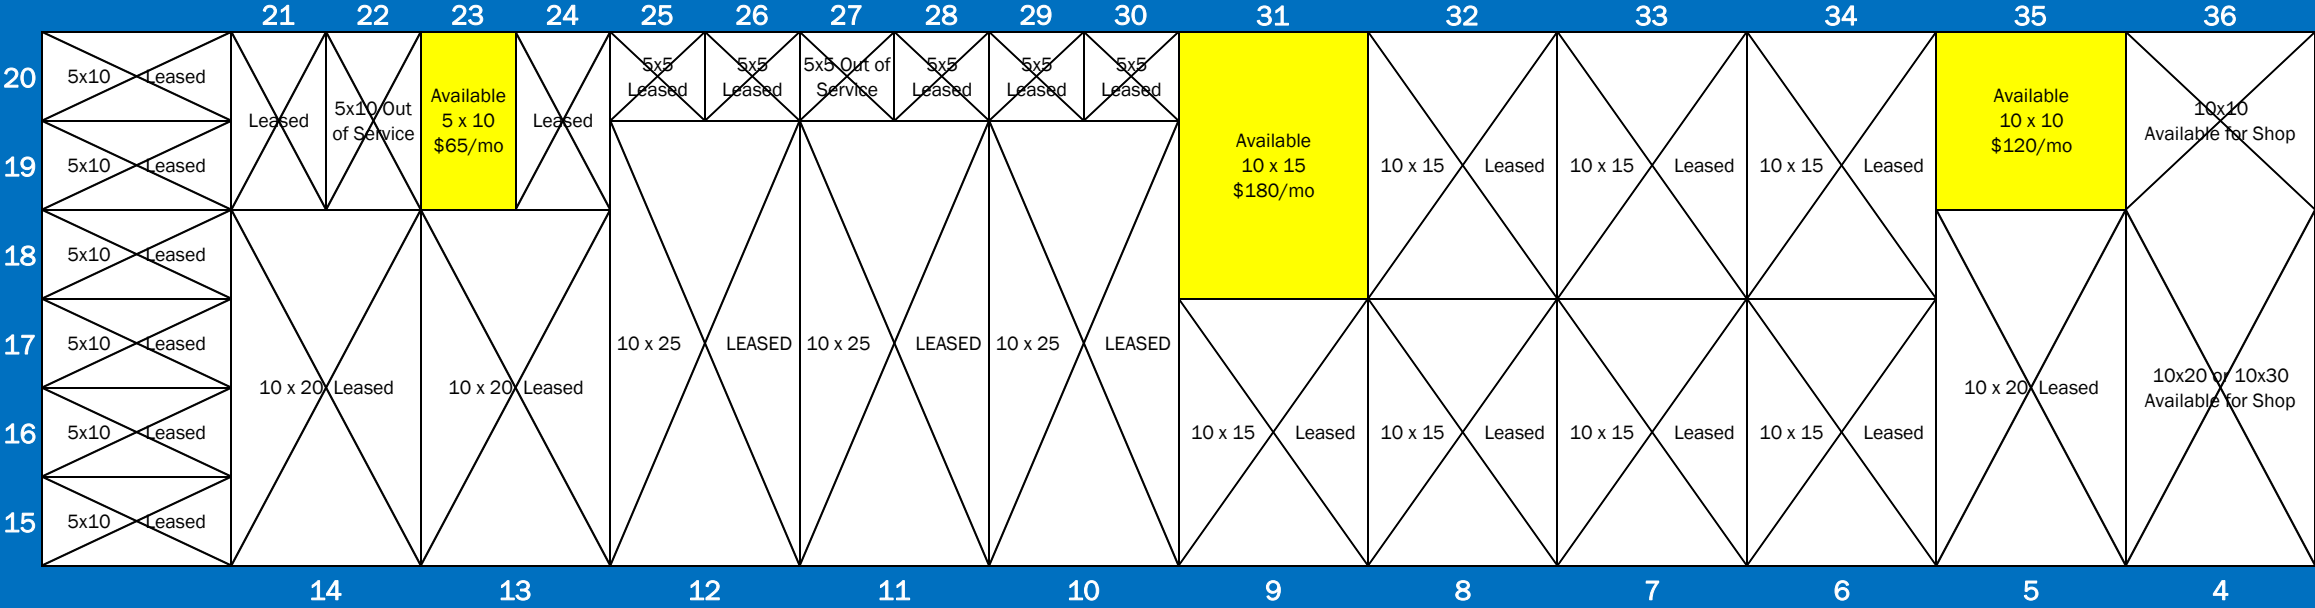 21 22 23 24 25 26 27 28 29 30 31 32 33 34 35 36
20
19
18
17
16
15
5x10 Leased
5x10 Leased
5x10 Leased
5x10 Leased
5x10 Leased
5x10 Leased
Leased
5x10 Out
of Service
Available
5 x 10
$65/mo
Leased
5x5
Leased
5x5
Leased
5x5 Out of
Service
5x5
Leased
5x5
Leased
5x5
Leased
Available
10 x 15
$180/mo
10 x 15 Leased
10 x 15 Leased
10 x 15 Leased
Available
10 x 10
$120/mo
10x10
Available for Shop
10 x 20 Leased
10 x 20 Leased
10 x 25 LEASED
10 x 25 LEASED
10 x 25 LEASED
10 x 15 Leased
10 x 15 Leased
10 x 15 Leased
10 x 15 Leased
10 x 20 Leased
10x20 or 10x30
Available for Shop
14 13 12 11 10 9 8 7 6 5 4